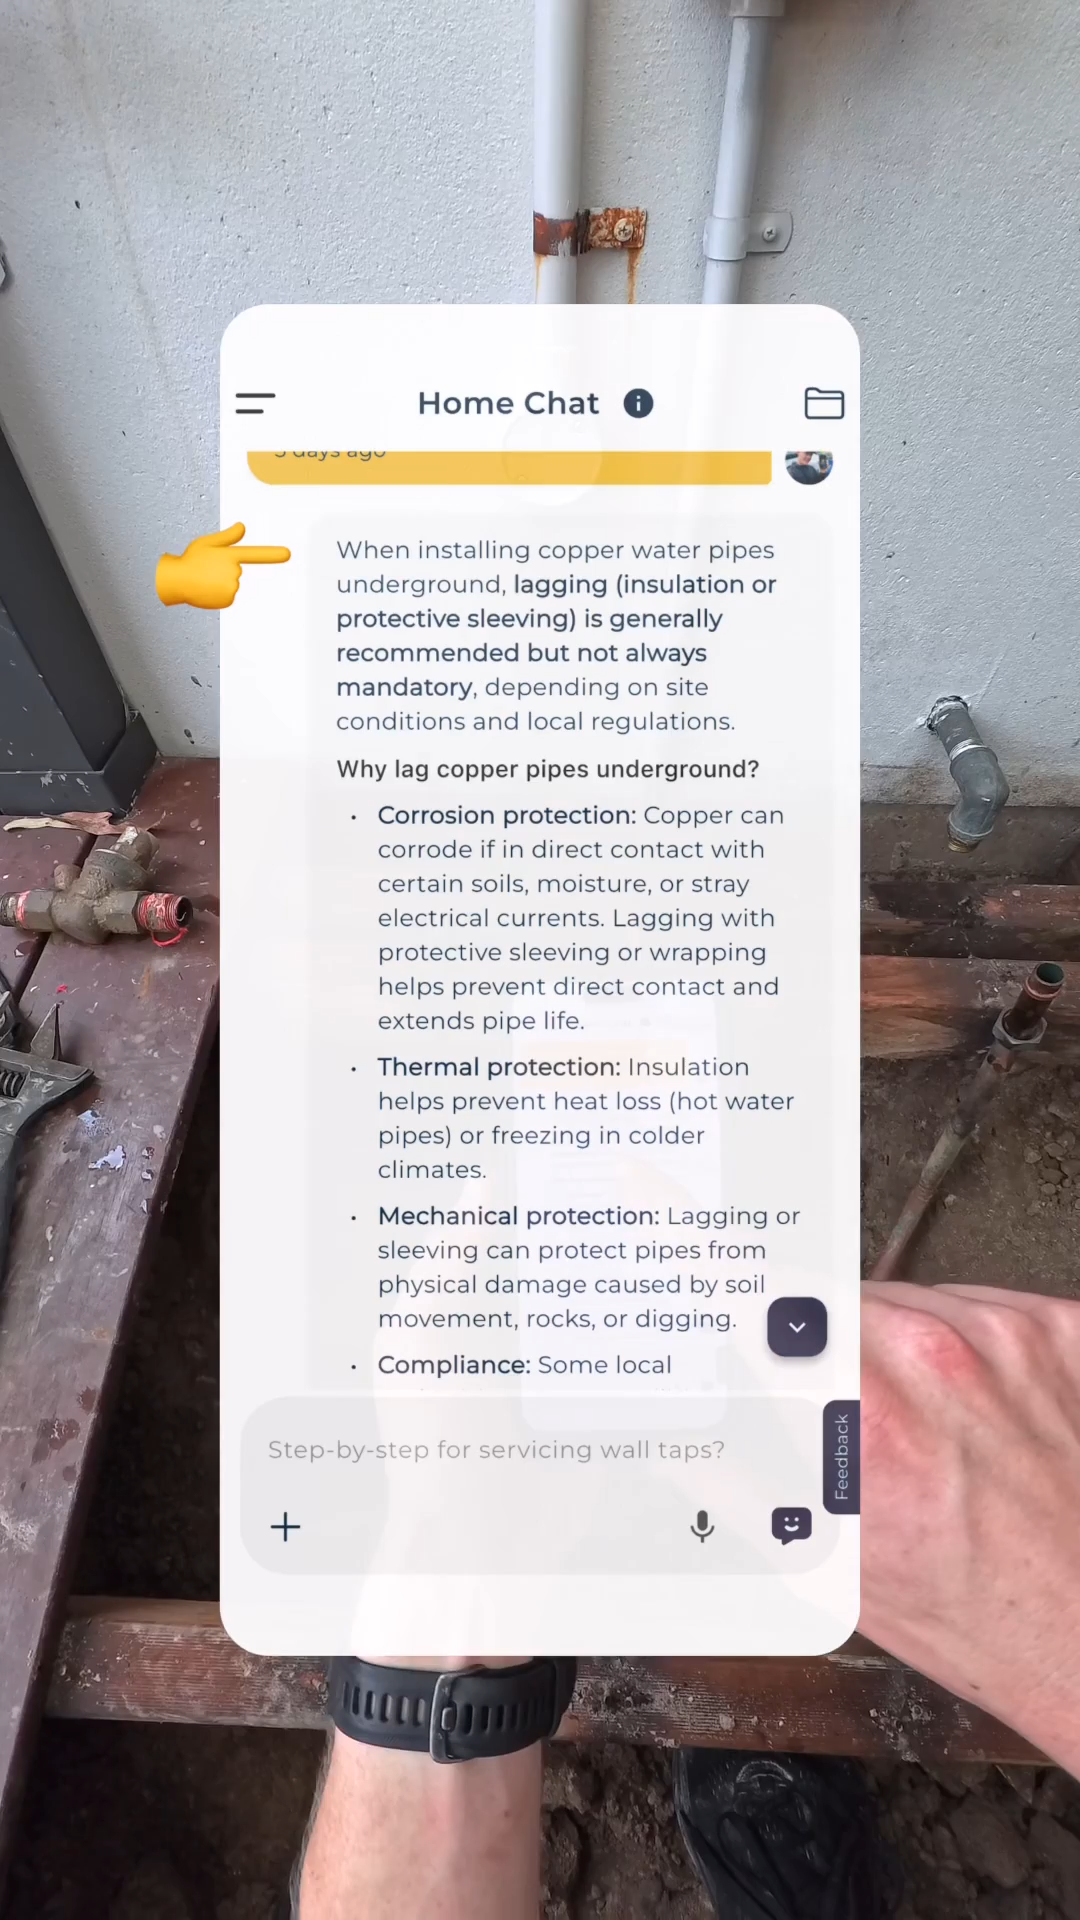 Home Chat
days ago
When installing copper water pipes
underground, lagging (insulation or
protective sleeving) is generally
recommended but not always
mandatory, depending on site
conditions and local regulations.
Why lag copper pipes underground?
• Corrosion protection: Copper can
corrode if in direct contact with
certain soils, moisture, or stray
electrical currents. Lagging with
protective sleeving or wrapping
helps prevent direct contact and
extends pipe life.
• Thermal protection: Insulation
helps prevent heat loss (hot water
pipes) or freezing in colder
climates.
• Mechanical protection: Lagging or
sleeving can protect pipes from
physical damage caused by soil
movement, rocks, or digging.
• Compliance: Some local
Step-by-step for servicing wall taps?
Feedback